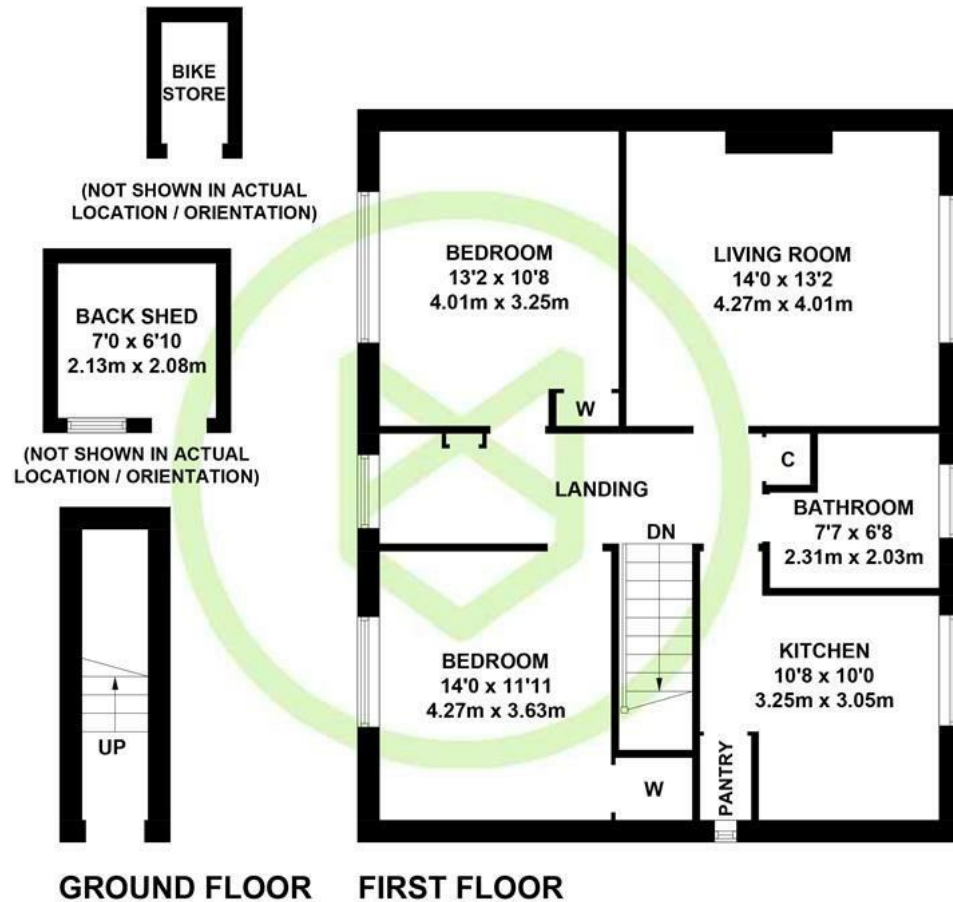 BIKE
STORE
(NOT SHOWN IN ACTUAL
LOCATION / ORIENTATION)
BACK SHED
7'0 x 6'10
2.13m x 2.08m
(NOT SHOWN IN ACTUAL
LOCATION / ORIENTATION)
UP
GROUND FLOOR
BEDROOM
13'2 x 10'8
4.01m x 3.25m
W
LIVING ROOM
14'0 x 13'2
4.27m x 4.01m
LANDING
DN
C
BATHROOM
7'7 x 6'8
2.31m x 2.03m
BEDROOM
14'0 x 11'11
4.27m x 3.63m
W
KITCHEN
10'8 x 10'0
3.25m x 3.05m
PANTRY
FIRST FLOOR